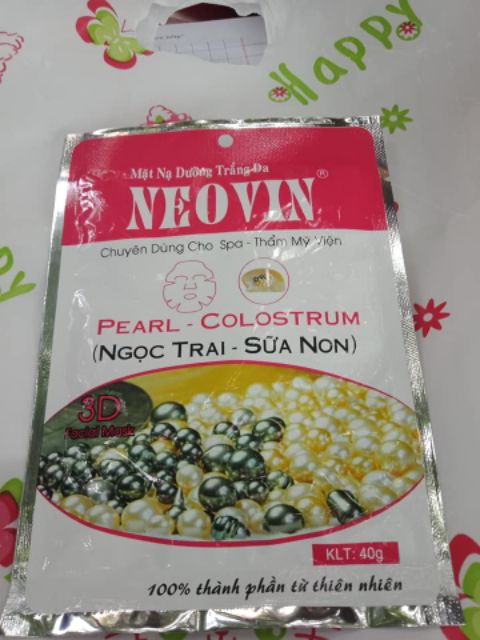 Happy
Mặt Nạ Dưỡng Trắng Da
NEOVIN®
Chuyên Dùng Cho Spa - Thẩm Mỹ Viện
PEARL - COLOSTRUM
(NGỌC TRAI - SỮA NON)
3D
Facial Mask
KLT: 40g
100% thành phần từ thiên nhiên